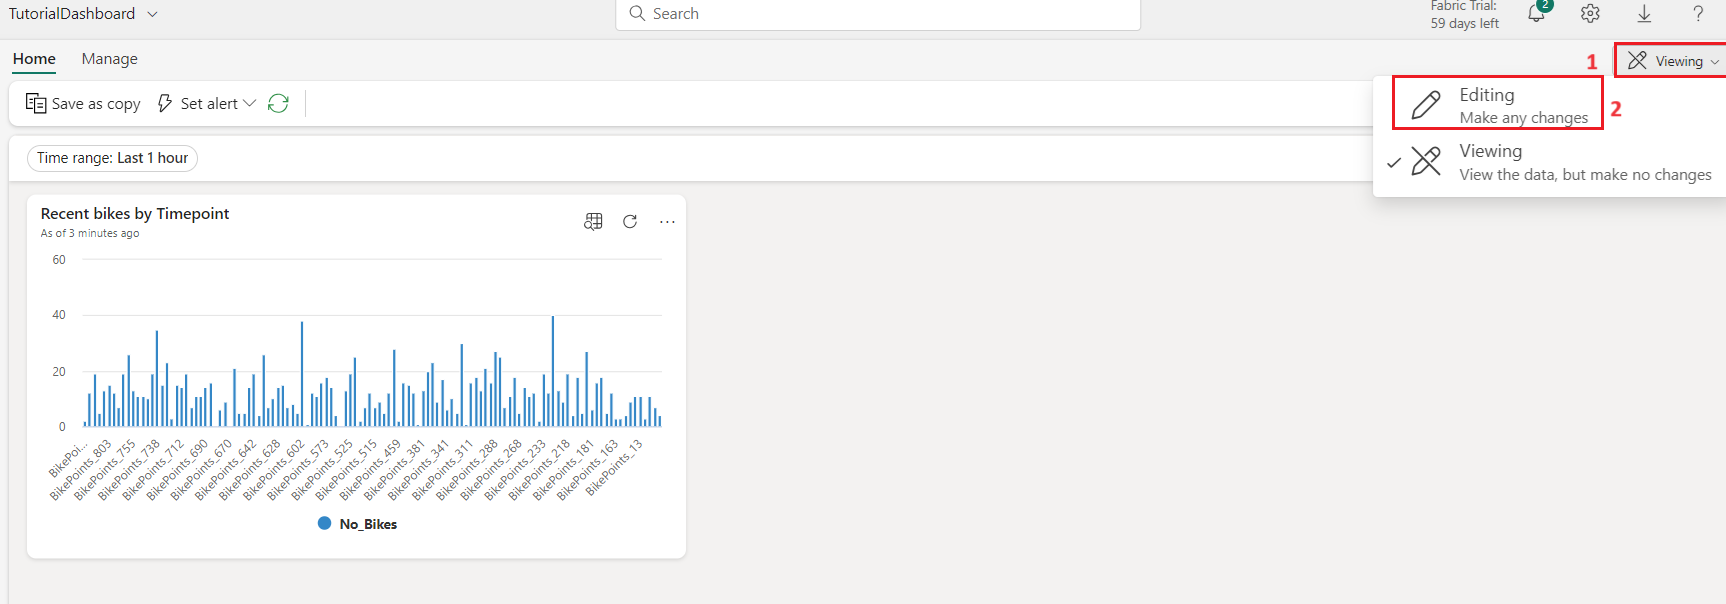 TutorialDashboard
Search
Fabric Trial:
59 days left
2
Home
Manage
1
Viewing
Save as copy
Set alert
Editing
Make any changes
2
Viewing
View the data, but make no changes
Time range: Last 1 hour
Recent bikes by Timepoint
As of 3 minutes ago
60
40
20
0
BikePoi...
BikePoints_803
BikePoints_755
BikePoints_738
BikePoints_712
BikePoints_690
BikePoints_670
BikePoints_642
BikePoints_628
BikePoints_602
BikePoints_573
BikePoints_525
BikePoints_515
BikePoints_459
BikePoints_381
BikePoints_341
BikePoints_311
BikePoints_288
BikePoints_268
BikePoints_233
BikePoints_218
BikePoints_181
BikePoints_163
BikePoints_13
No_Bikes